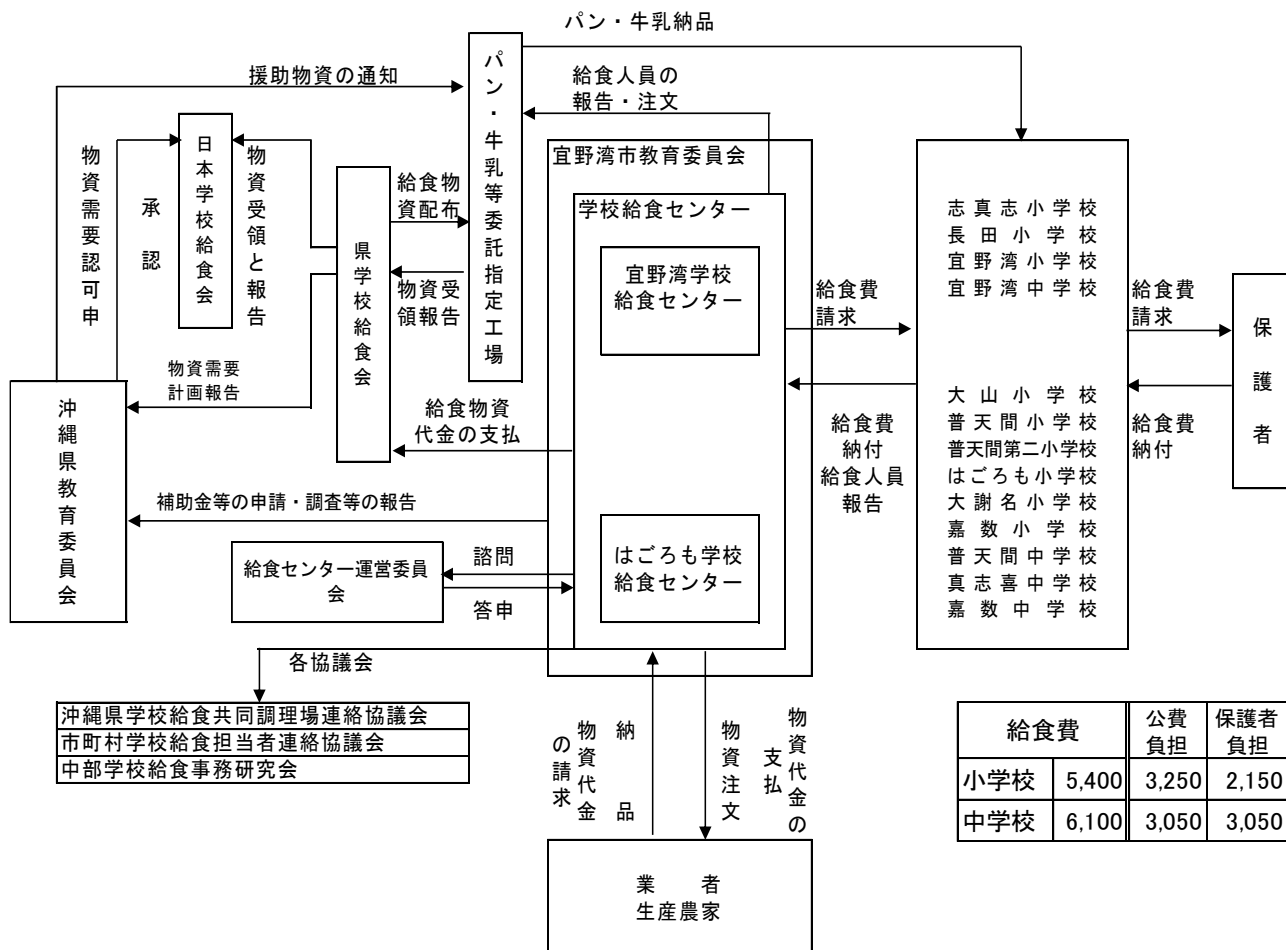 パン・牛乳納品
援助物資の通知
給食人員の
報告・注文
パン・牛乳等委託指定工場
日本学校給食会
物資需要認可申
承認
物資受領と報告
県学校給食会
給食物
資配布
物資受
領報告
宜野湾市教育委員会
学校給食センター
宜野湾学校
給食センター
はごろも学校
給食センター
給食費
請求
給食費
納付
給食人員
報告
志真志小学校
長田小学校
宜野湾小学校
宜野湾中学校
大山小学校
普天間小学校
普天間第二小学校
はごろも小学校
大謝名小学校
嘉数小学校
普天間中学校
真志喜中学校
嘉数中学校
給食費
請求
給食費
納付
保護者
物資需要
計画報告
給食物資
代金の支払
沖縄県教育委員会
補助金等の申請・調査等の報告
給食センター運営委員
会
諮問
答申
各協議会
沖縄県学校給食共同調理場連絡協議会
市町村学校給食担当者連絡協議会
中部学校給食事務研究会
納品
物資代金
の請求
物資注文
物資代金の
支払
業者
生産農家
給食費 公費負担 保護者負担
小学校 5,400 3,250 2,150
中学校 6,100 3,050 3,050